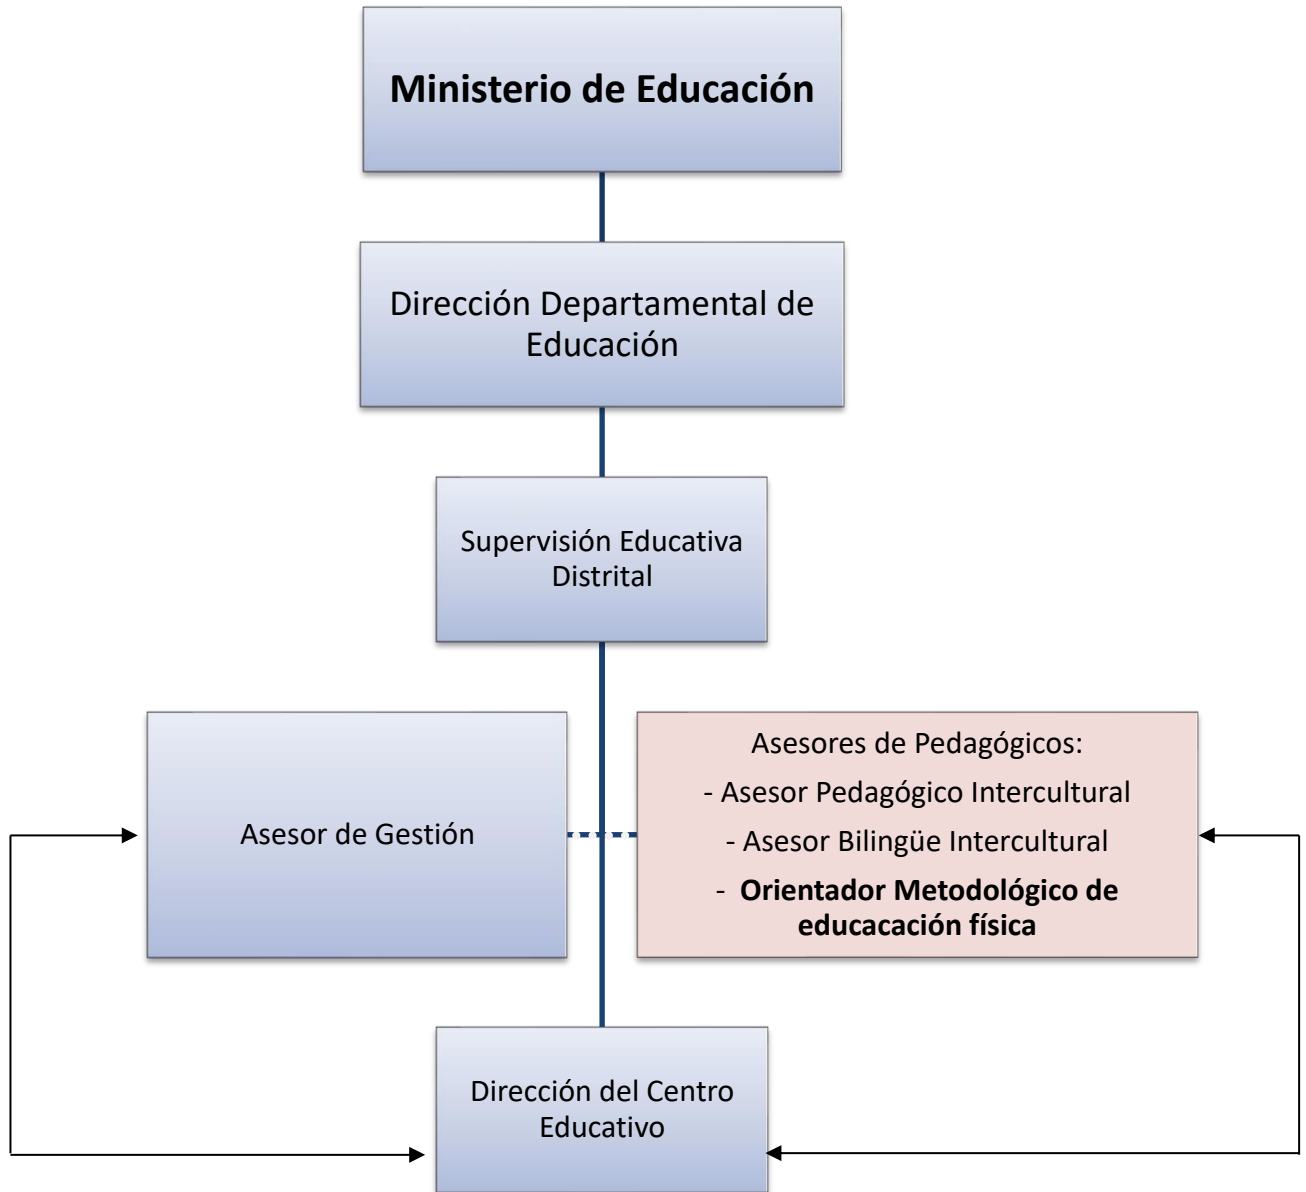 Ministerio de Educación
Dirección Departamental de
Educación
Supervisión Educativa
Distrital
Asesor de Gestión
Asesores de Pedagógicos:
- Asesor Pedagógico Intercultural
- Asesor Bilingüe Intercultural
- Orientador Metodológico de
educacación física
Dirección del Centro
Educativo